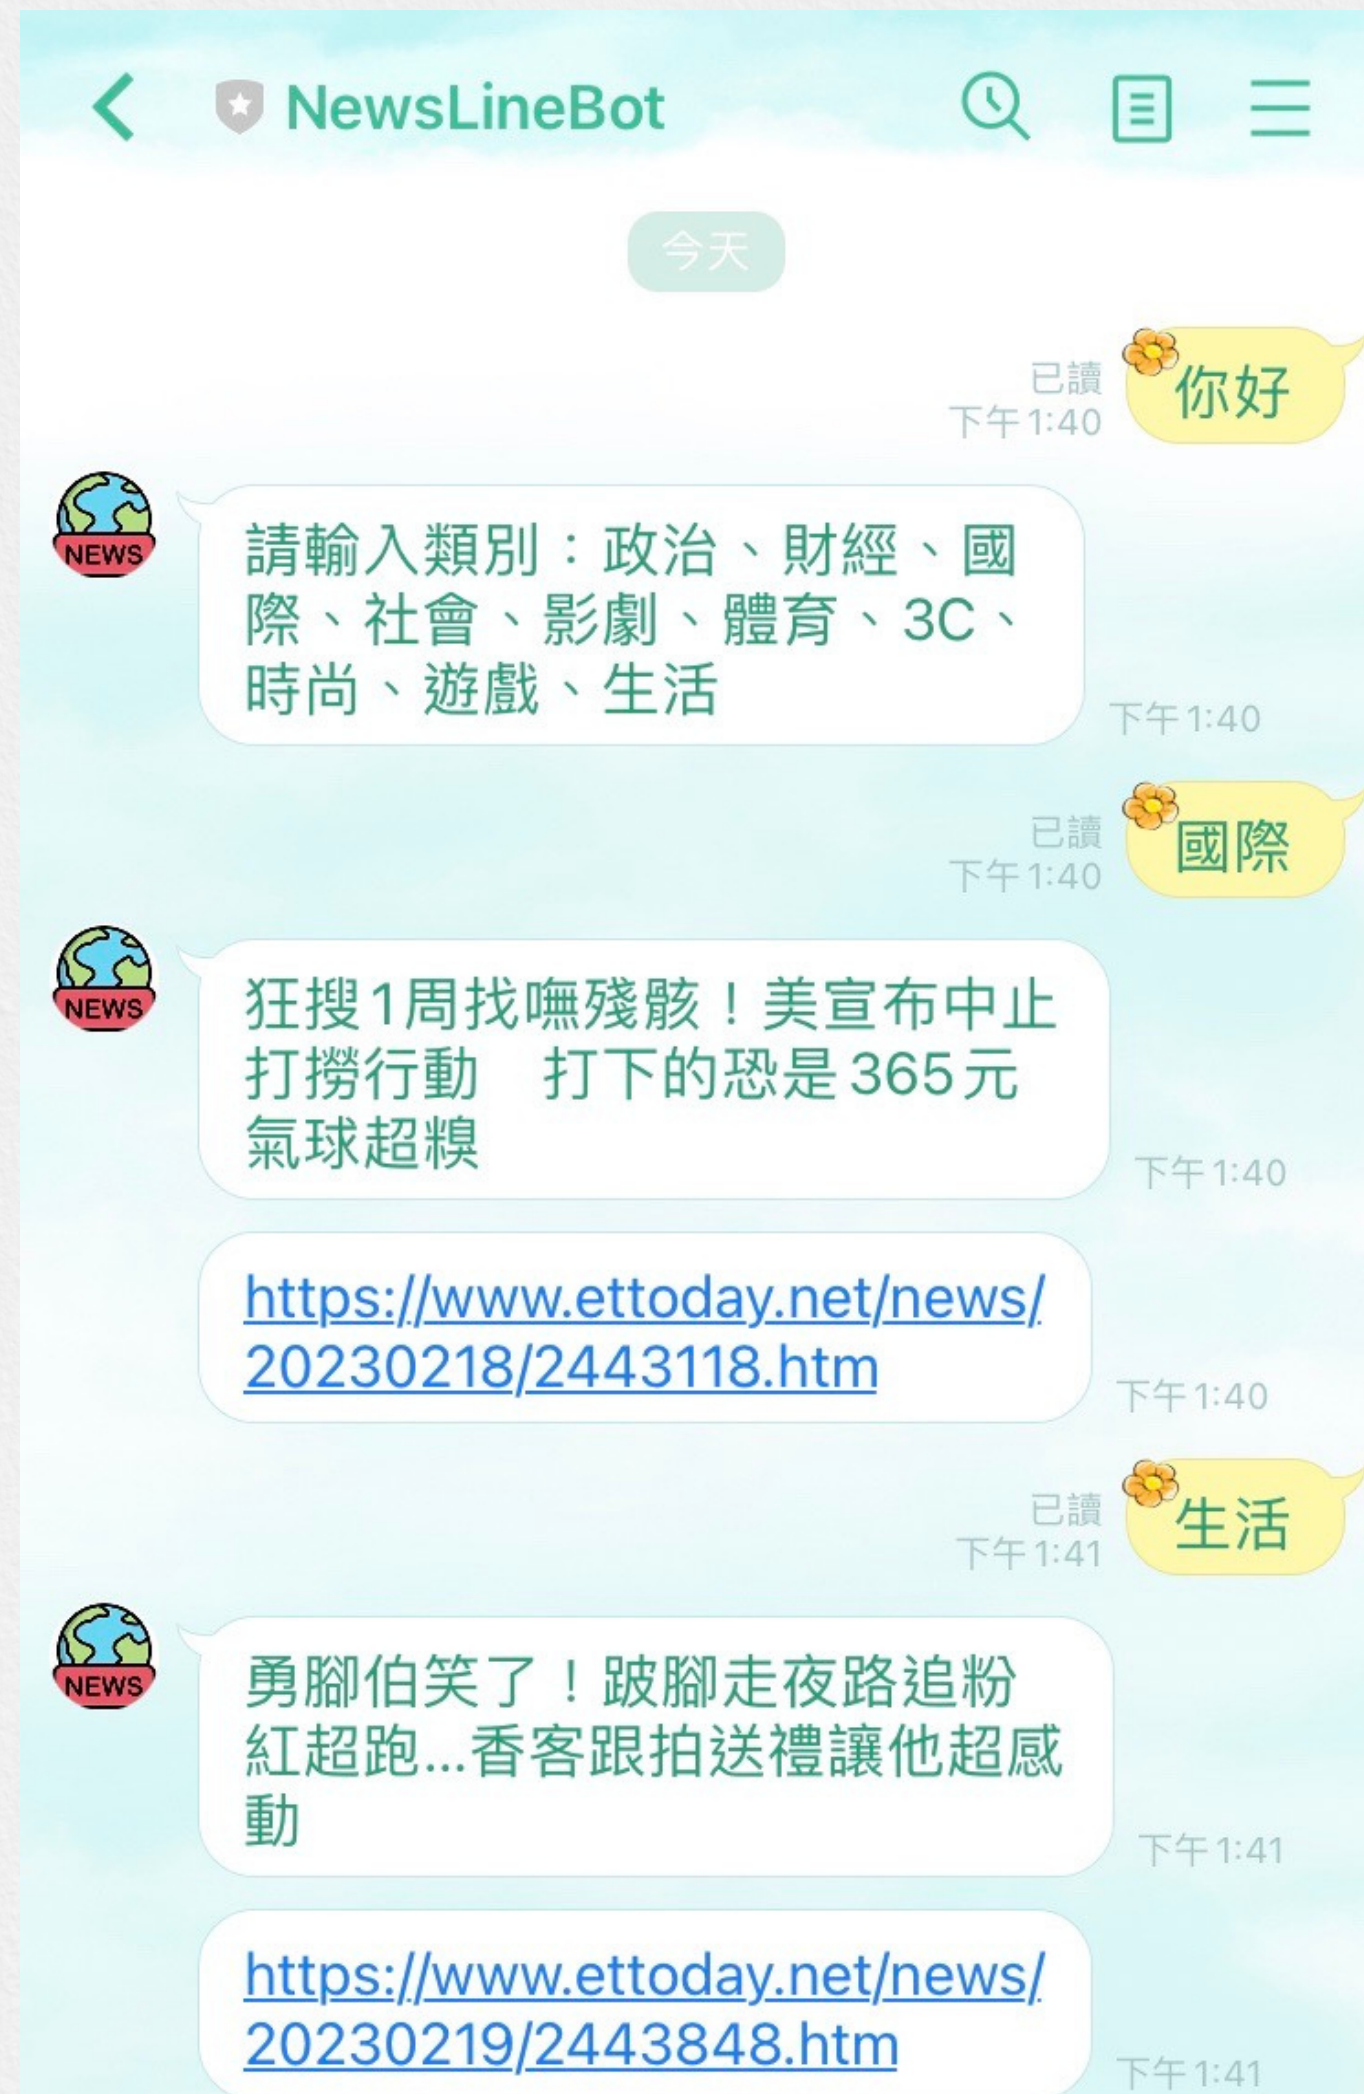 NewsLineBot
今天
已讀
下午1:40
你好
NEWS
請輸入類別：政治、財經、國
際、社會、影劇、體育、3C、
時尚、遊戲、生活
下午1:40
已讀
下午1:40
國際
NEWS
狂搜1周找嘸殘骸！美宣布中止
打撈行動　打下的恐是365元
氣球超糗
下午1:40
https://www.ettoday.net/news/
20230218/2443118.htm
下午1:40
已讀
下午1:41
生活
NEWS
勇腳伯笑了！跛腳走夜路追粉
紅超跑...香客跟拍送禮讓他超感
動
下午1:41
https://www.ettoday.net/news/
20230219/2443848.htm
下午1:41